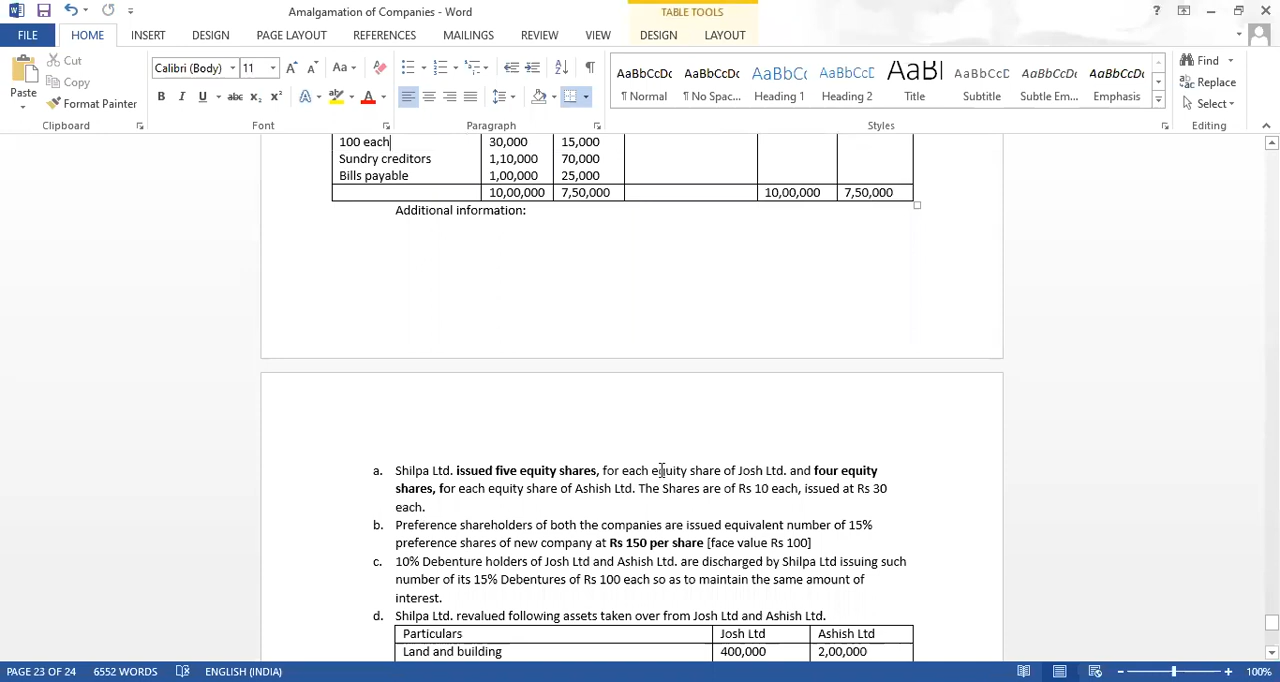 Amalgamation of Companies - Word
TABLE TOOLS
FILE HOME INSERT DESIGN PAGE LAYOUT REFERENCES MAILINGS REVIEW VIEW DESIGN LAYOUT
Paste
Cut
Copy
Format Painter
Calibri (Body) 11
AaBbCcDc AaBbCcDc AaBbCc AaBbCcD AaBl AaBbCcD AaBbCcDc AaBbCcDc
¶ Normal ¶ No Spac... Heading 1 Heading 2 Title Subtitle Subtle Em... Emphasis
Find
Replace
Select
Clipboard Font Paragraph Styles Editing
100 each 30,000 15,000
Sundry creditors 1,10,000 70,000
Bills payable 1,00,000 25,000
10,00,000 7,50,000 10,00,000 7,50,000
Additional information:
a. Shilpa Ltd. issued five equity shares, for each equity share of Josh Ltd. and four equity
shares, for each equity share of Ashish Ltd. The Shares are of Rs 10 each, issued at Rs 30
each.
b. Preference shareholders of both the companies are issued equivalent number of 15%
preference shares of new company at Rs 150 per share [face value Rs 100]
c. 10% Debenture holders of Josh Ltd and Ashish Ltd. are discharged by Shilpa Ltd issuing such
number of its 15% Debentures of Rs 100 each so as to maintain the same amount of
interest.
d. Shilpa Ltd. revalued following assets taken over from Josh Ltd and Ashish Ltd.
Particulars Josh Ltd Ashish Ltd
Land and building 400,000 2,00,000
PAGE 23 OF 24 6552 WORDS ENGLISH (INDIA) 100%